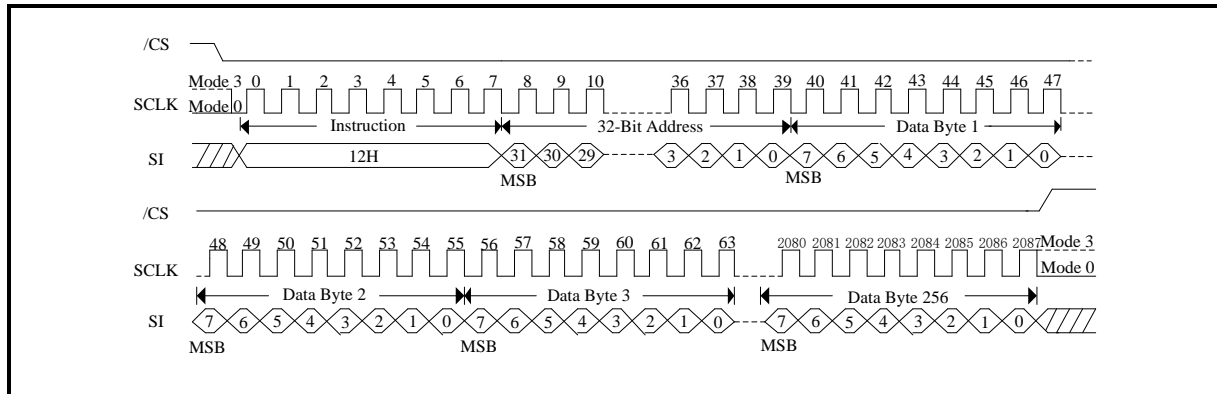 /CS
Mode 3 0 1 2 3 4 5 6 7 8 9 10 36 37 38 39 40 41 42 43 44 45 46 47
SCLK
Mode 0
Instruction 32-Bit Address Data Byte 1
SI 12H 31 30 29 3 2 1 0 7 6 5 4 3 2 1 0
MSB MSB
/CS
48 49 50 51 52 53 54 55 56 57 58 59 60 61 62 63 2080 2081 2082 2083 2084 2085 2086 2087 Mode 3
SCLK Mode 0
Data Byte 2 Data Byte 3 Data Byte 256
SI 7 6 5 4 3 2 1 0 7 6 5 4 3 2 1 0 7 6 5 4 3 2 1 0
MSB MSB MSB